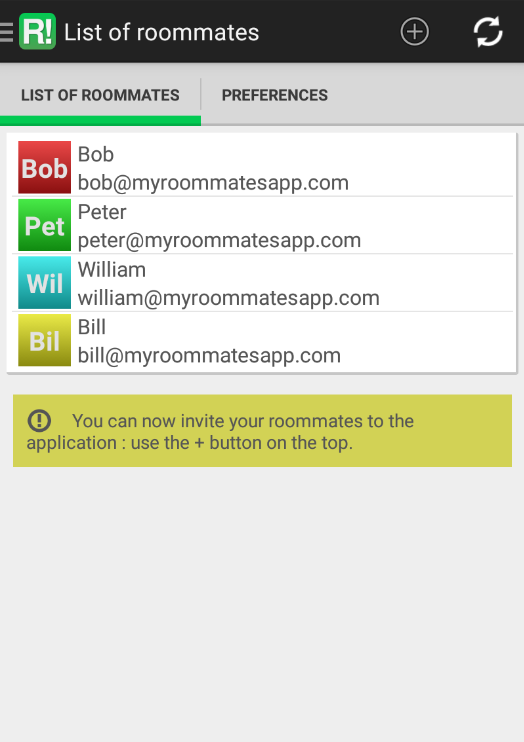 R! List of roommates
LIST OF ROOMMATES PREFERENCES
Bob Bob
bob@myroommatesapp.com
Pet Peter
peter@myroommatesapp.com
Wil William
william@myroommatesapp.com
Bil Bill
bill@myroommatesapp.com
You can now invite your roommates to the
application : use the + button on the top.